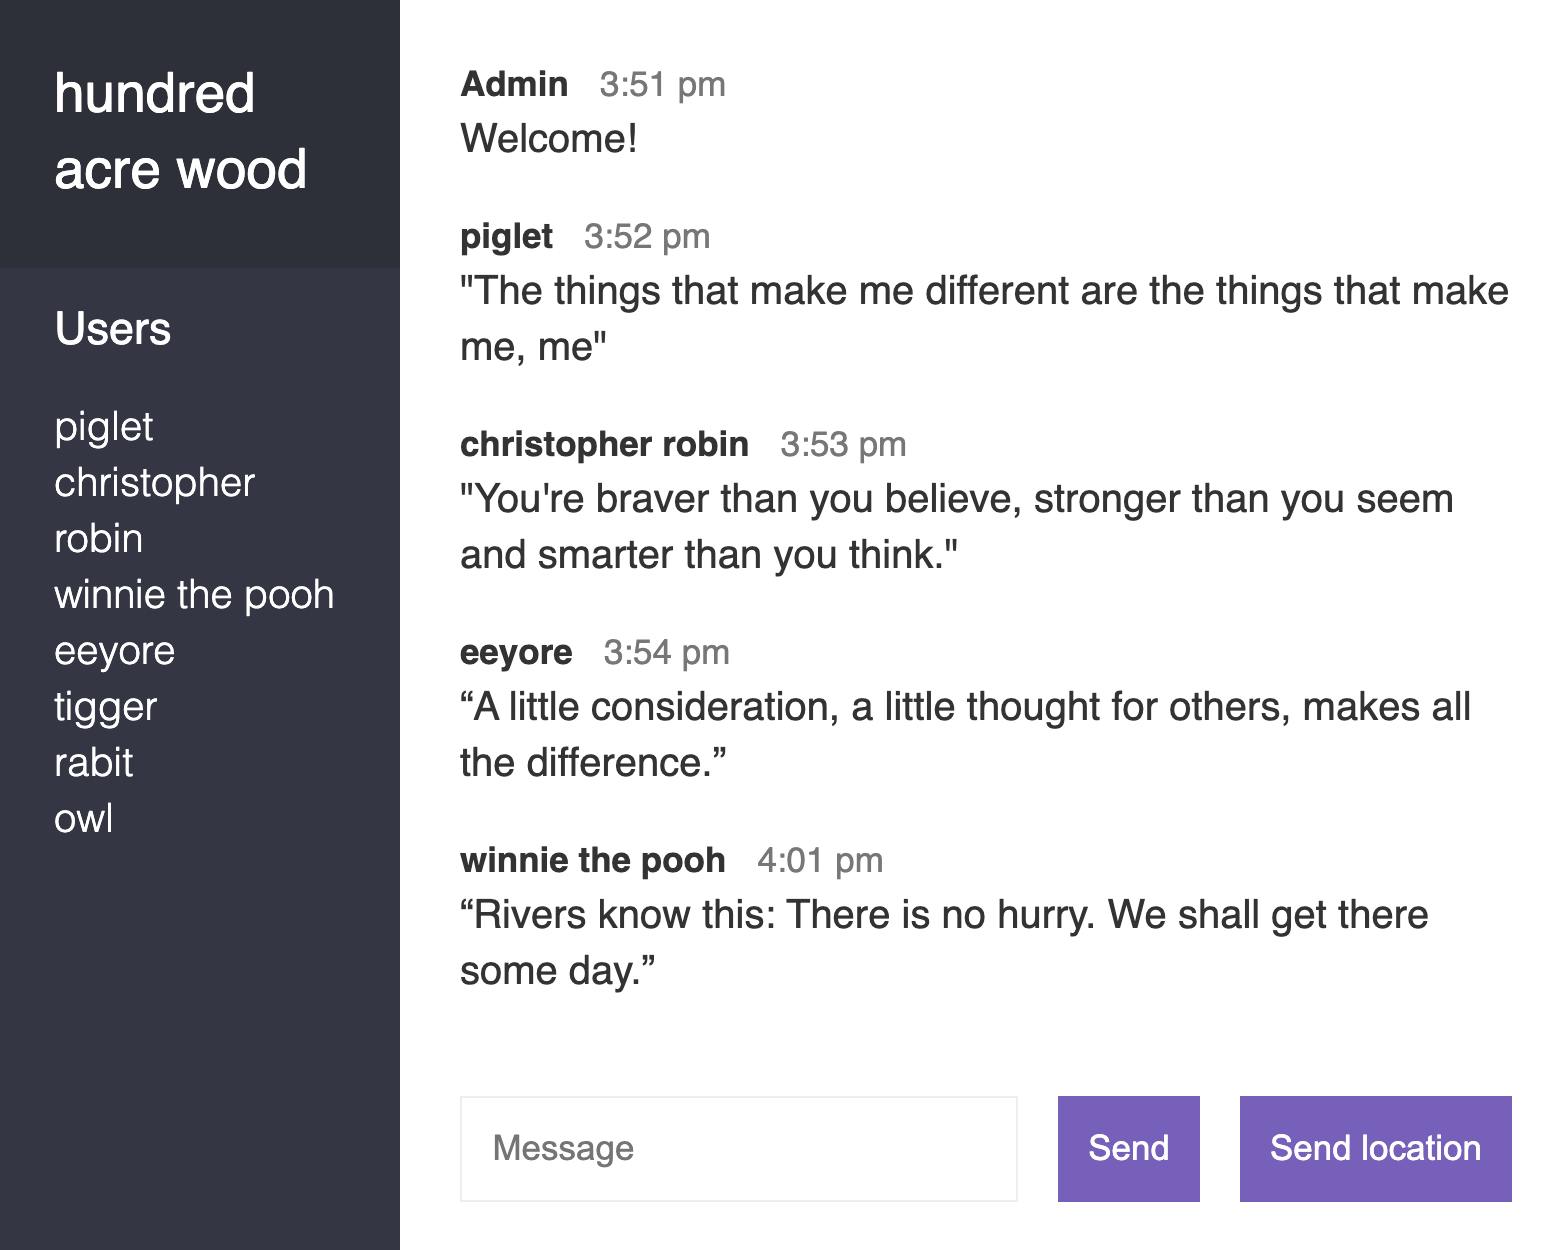 hundred
acre wood
Users
piglet
christopher
robin
winnie the pooh
eeyore
tigger
rabit
owl
Admin 3:51 pm
Welcome!
piglet 3:52 pm
"The things that make me different are the things that make
me, me"
christopher robin 3:53 pm
"You're braver than you believe, stronger than you seem
and smarter than you think."
eeyore 3:54 pm
“A little consideration, a little thought for others, makes all
the difference.”
winnie the pooh 4:01 pm
“Rivers know this: There is no hurry. We shall get there
some day.”
Message Send Send location